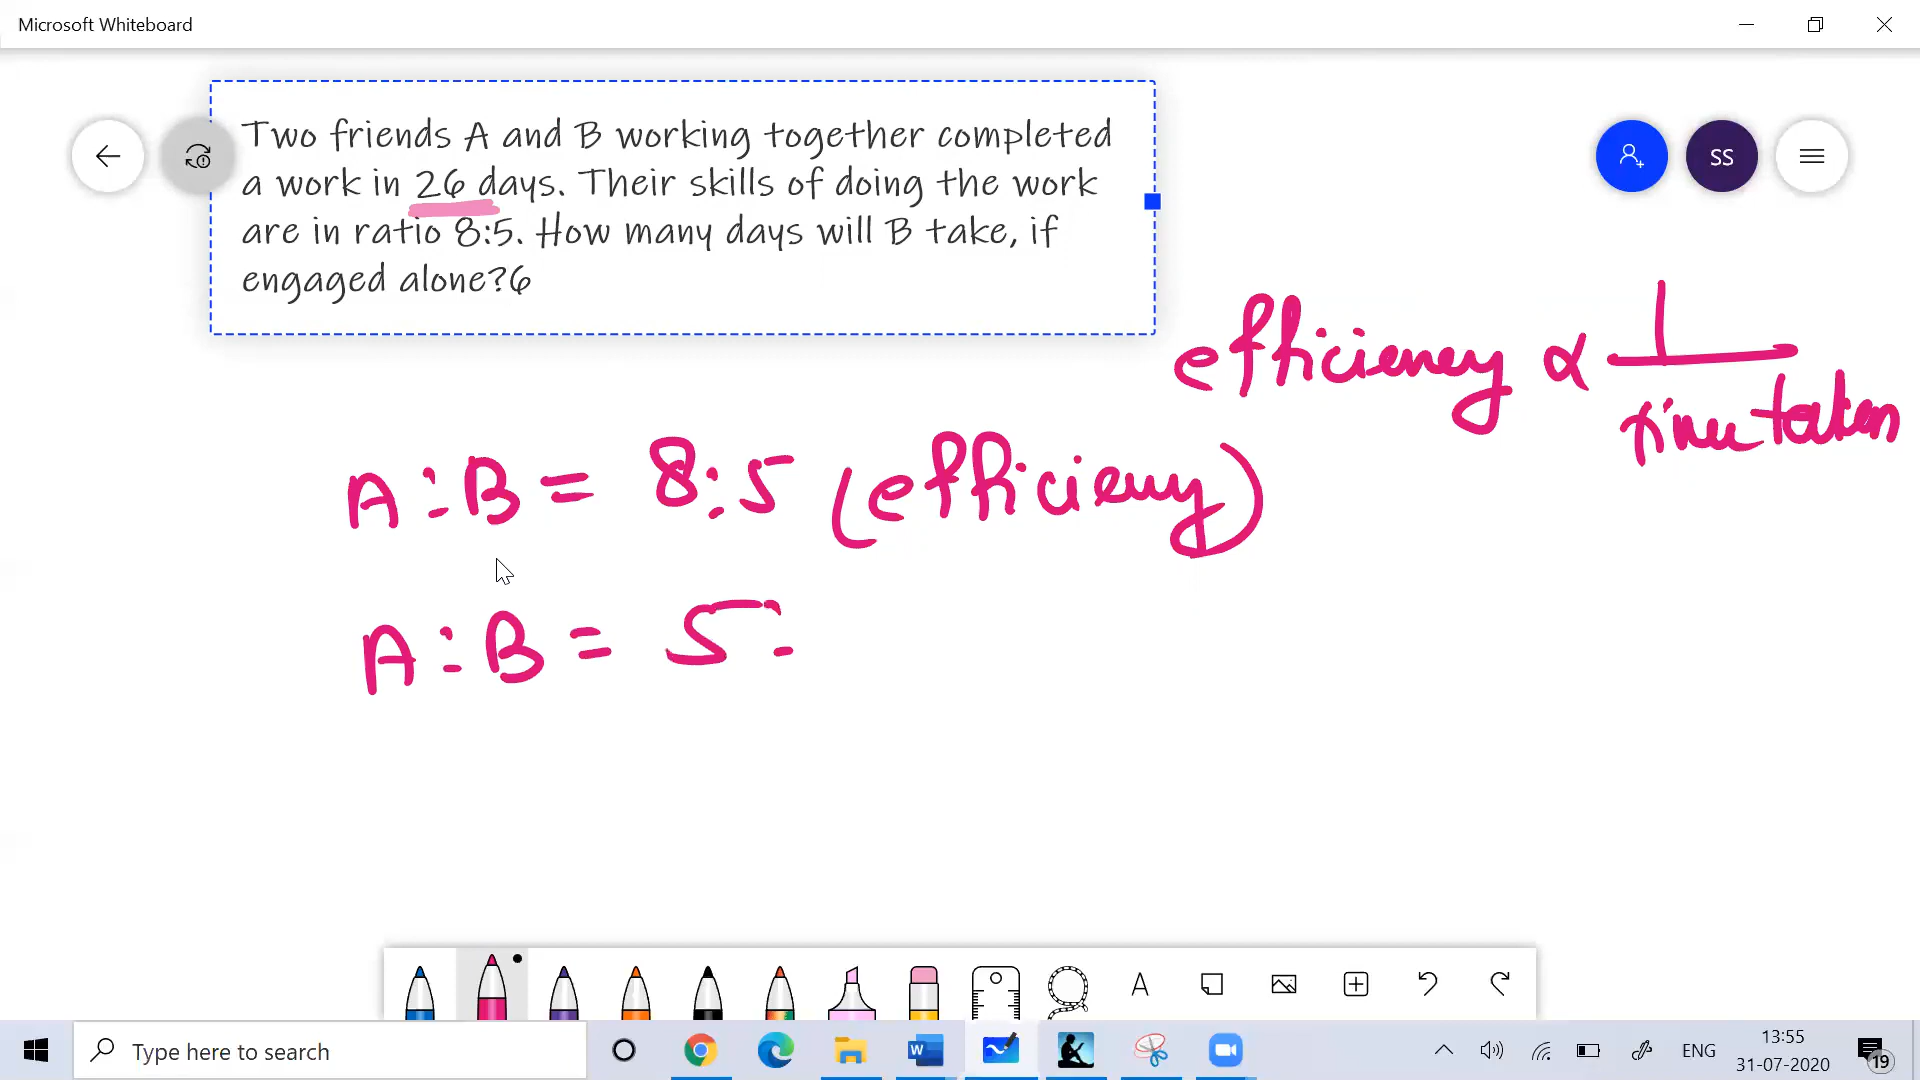 Microsoft Whiteboard
Two friends A and B working together completed
a work in 26 days. Their skills of doing the work
are in ratio 8:5. How many days will B take, if
engaged alone?6
SS
efficiency ∝ 1
time taken
A:B = 8:5 (efficiency)
A:B = 5:
A
Type here to search
W
ENG
13:55
31-07-2020
19